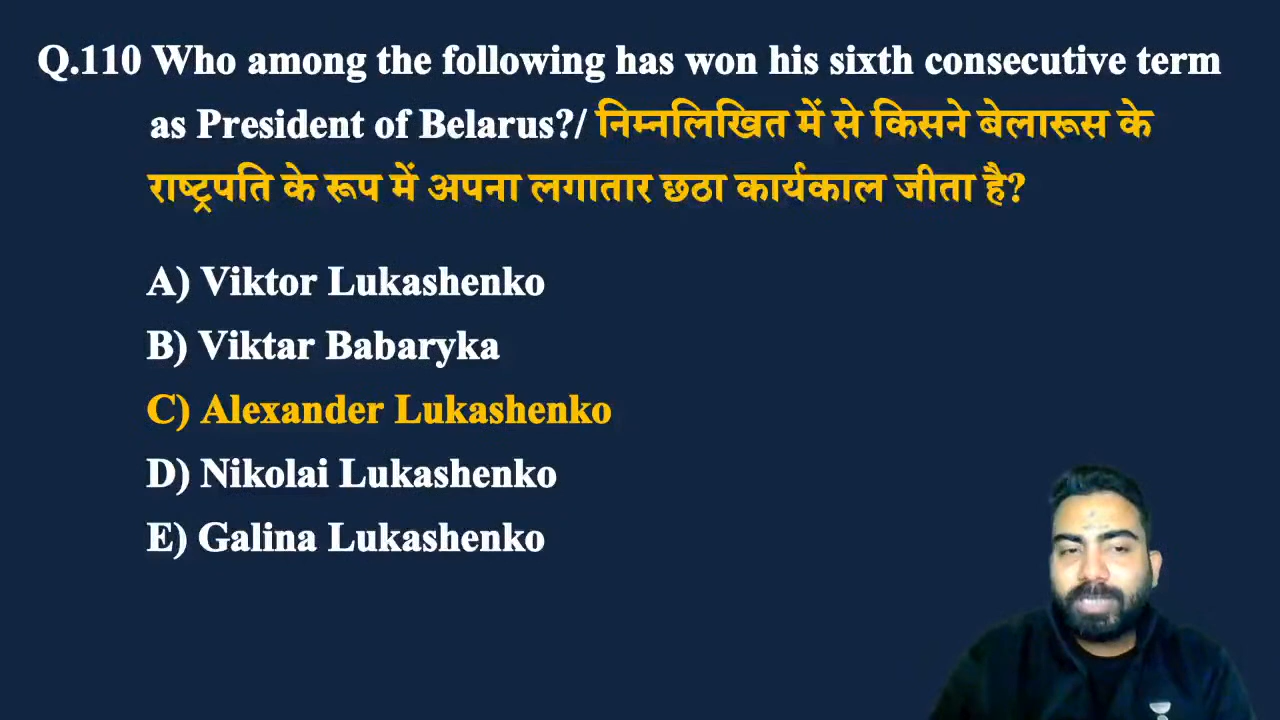 Q.110 Who among the following has won his sixth consecutive term
as President of Belarus?/ निम्नलिखित में से किसने बेलारूस के
राष्ट्रपति के रूप में अपना लगातार छठा कार्यकाल जीता है?
A) Viktor Lukashenko
B) Viktar Babaryka
C) Alexander Lukashenko
D) Nikolai Lukashenko
E) Galina Lukashenko